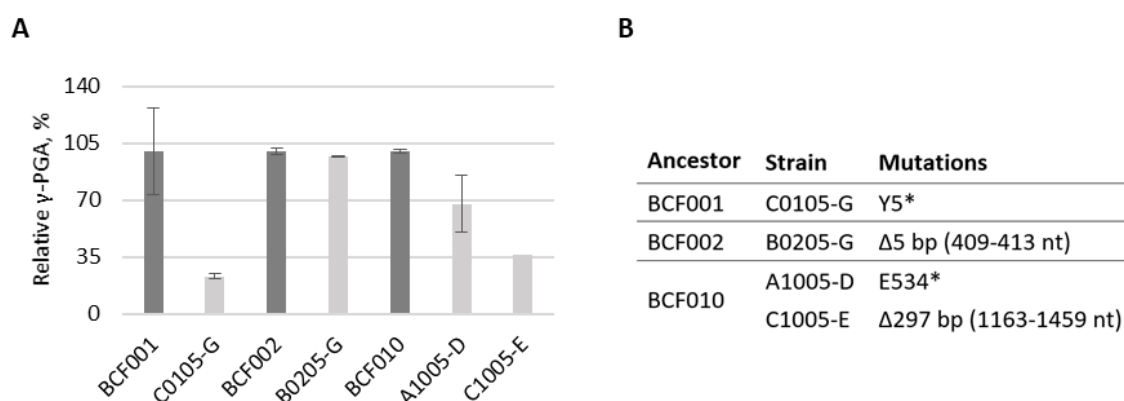 A
B
Relative γ-PGA, %
140
105
70
35
0
BCF001
C0105-G
BCF002
B0205-G
BCF010
A1005-D
C1005-E
Ancestor Strain Mutations
BCF001 C0105-G Y5*
BCF002 B0205-G Δ5 bp (409-413 nt)
BCF010
A1005-D E534*
C1005-E Δ297 bp (1163-1459 nt)